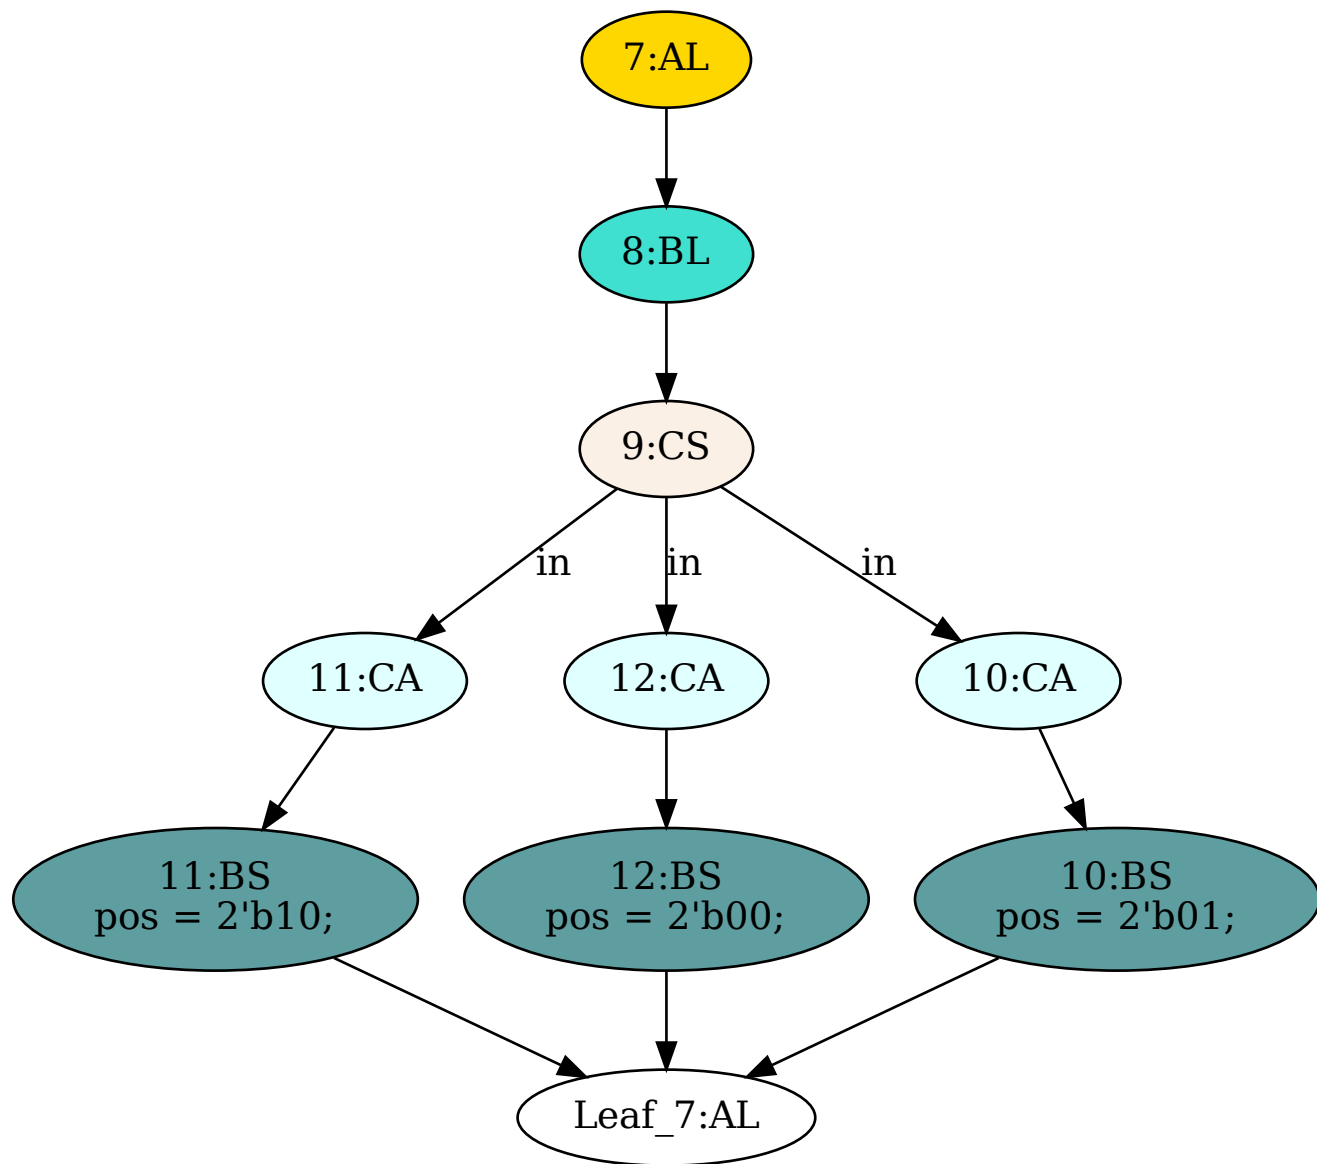 7:AL
8:BL
9:CS
in
in
in
11:CA
12:CA
10:CA
11:BS
pos = 2'b10;
12:BS
pos = 2'b00;
10:BS
pos = 2'b01;
Leaf_7:AL